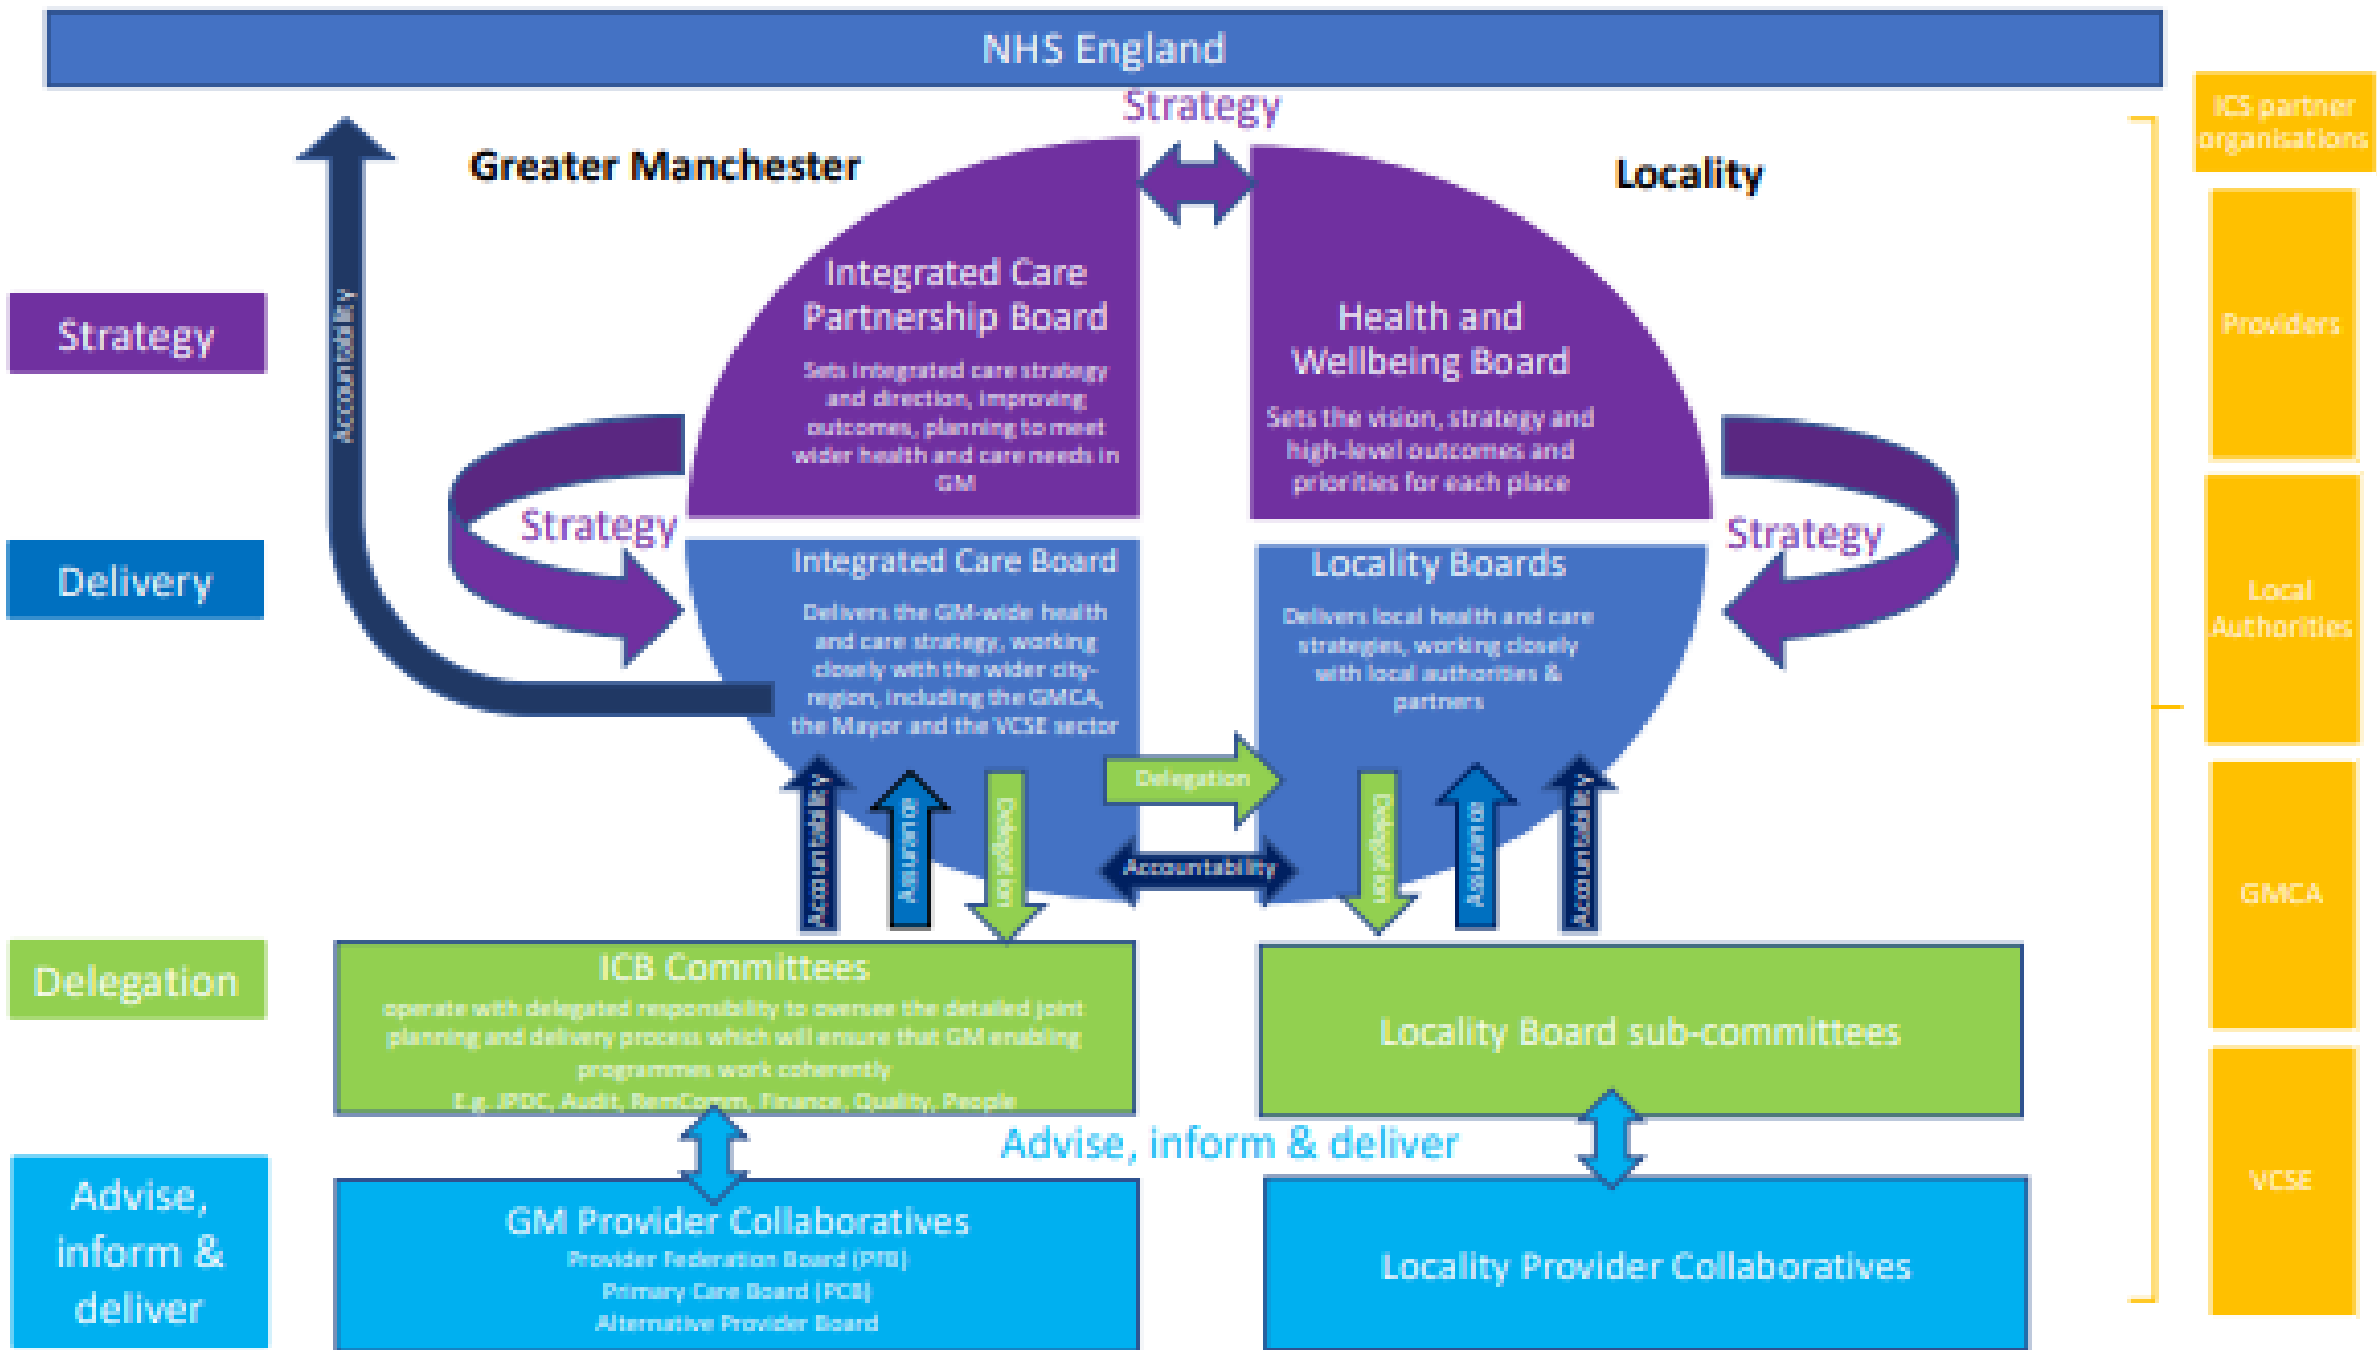 NHS England
Strategy
Greater Manchester
Locality
ICS partner
organisations
Providers
Local
Authorities
GMCA
VCSE
Strategy
Delivery
Delegation
Advise,
inform &
deliver
Accountability
Integrated Care
Partnership Board
Sets integrated care strategy
and direction, improving
outcomes, planning to meet
wider health and care needs in
GM
Health and
Wellbeing Board
Sets the vision, strategy and
high-level outcomes and
priorities for each place
Strategy
Strategy
Integrated Care Board
Delivers the GM-wide health
and care strategy, working
closely with the wider city-
region, including the GMCA,
the Mayor and the VCSE sector
Locality Boards
Delivers local health and care
strategies, working closely
with local authorities &
partners
Accountability
Assurance
Delegation
Delegation
Accountability
Delegation
Assurance
Accountability
ICB Committees
operate with delegated responsibility to oversee the detailed joint
planning and delivery process which will ensure that GM enabling
programmes work coherently
E.g. JPDC, Audit, RemComm, Finance, Quality, People
Locality Board sub-committees
Advise, inform & deliver
GM Provider Collaboratives
Provider Federation Board (PFB)
Primary Care Board (PCB)
Alternative Provider Board
Locality Provider Collaboratives